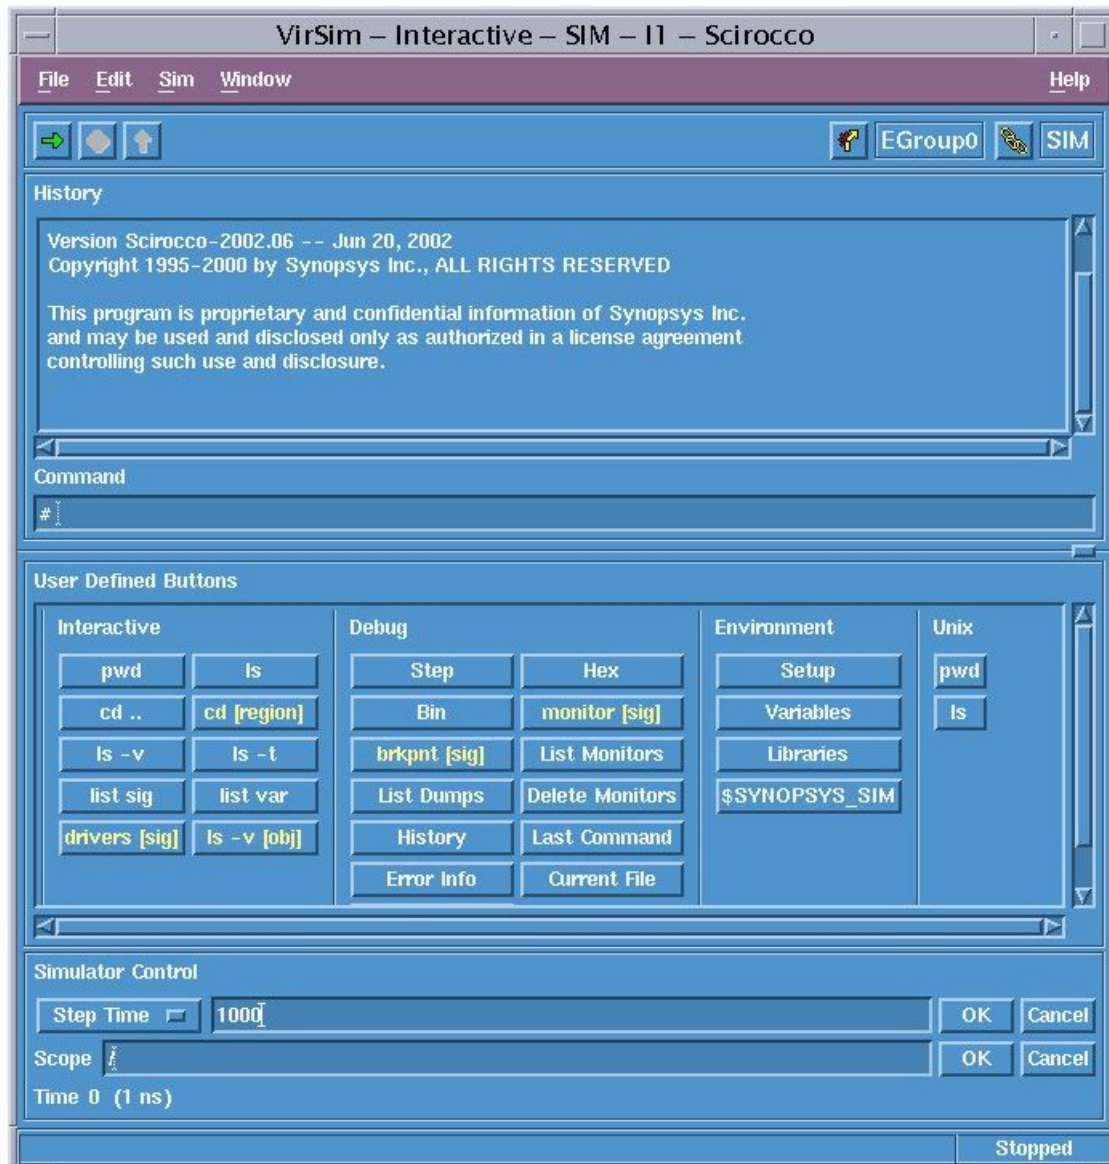 VirSim – Interactive – SIM – I1 – Scirocco
File Edit Sim Window Help
EGroup0 SIM
History
Version Scirocco-2002.06 -- Jun 20, 2002
Copyright 1995-2000 by Synopsys Inc., ALL RIGHTS RESERVED
This program is proprietary and confidential information of Synopsys Inc.
and may be used and disclosed only as authorized in a license agreement
controlling such use and disclosure.
Command
#
User Defined Buttons
Interactive Debug Environment Unix
pwd ls Step Hex Setup pwd
cd .. cd [region] Bin monitor [sig] Variables ls
ls -v ls -t brkpnt [sig] List Monitors Libraries
list sig list var List Dumps Delete Monitors $SYNOPSYS_SIM
drivers [sig] ls -v [obj] History Last Command
Error Info Current File
Simulator Control
Step Time 1000 OK Cancel
Scope / OK Cancel
Time 0 (1 ns)
Stopped